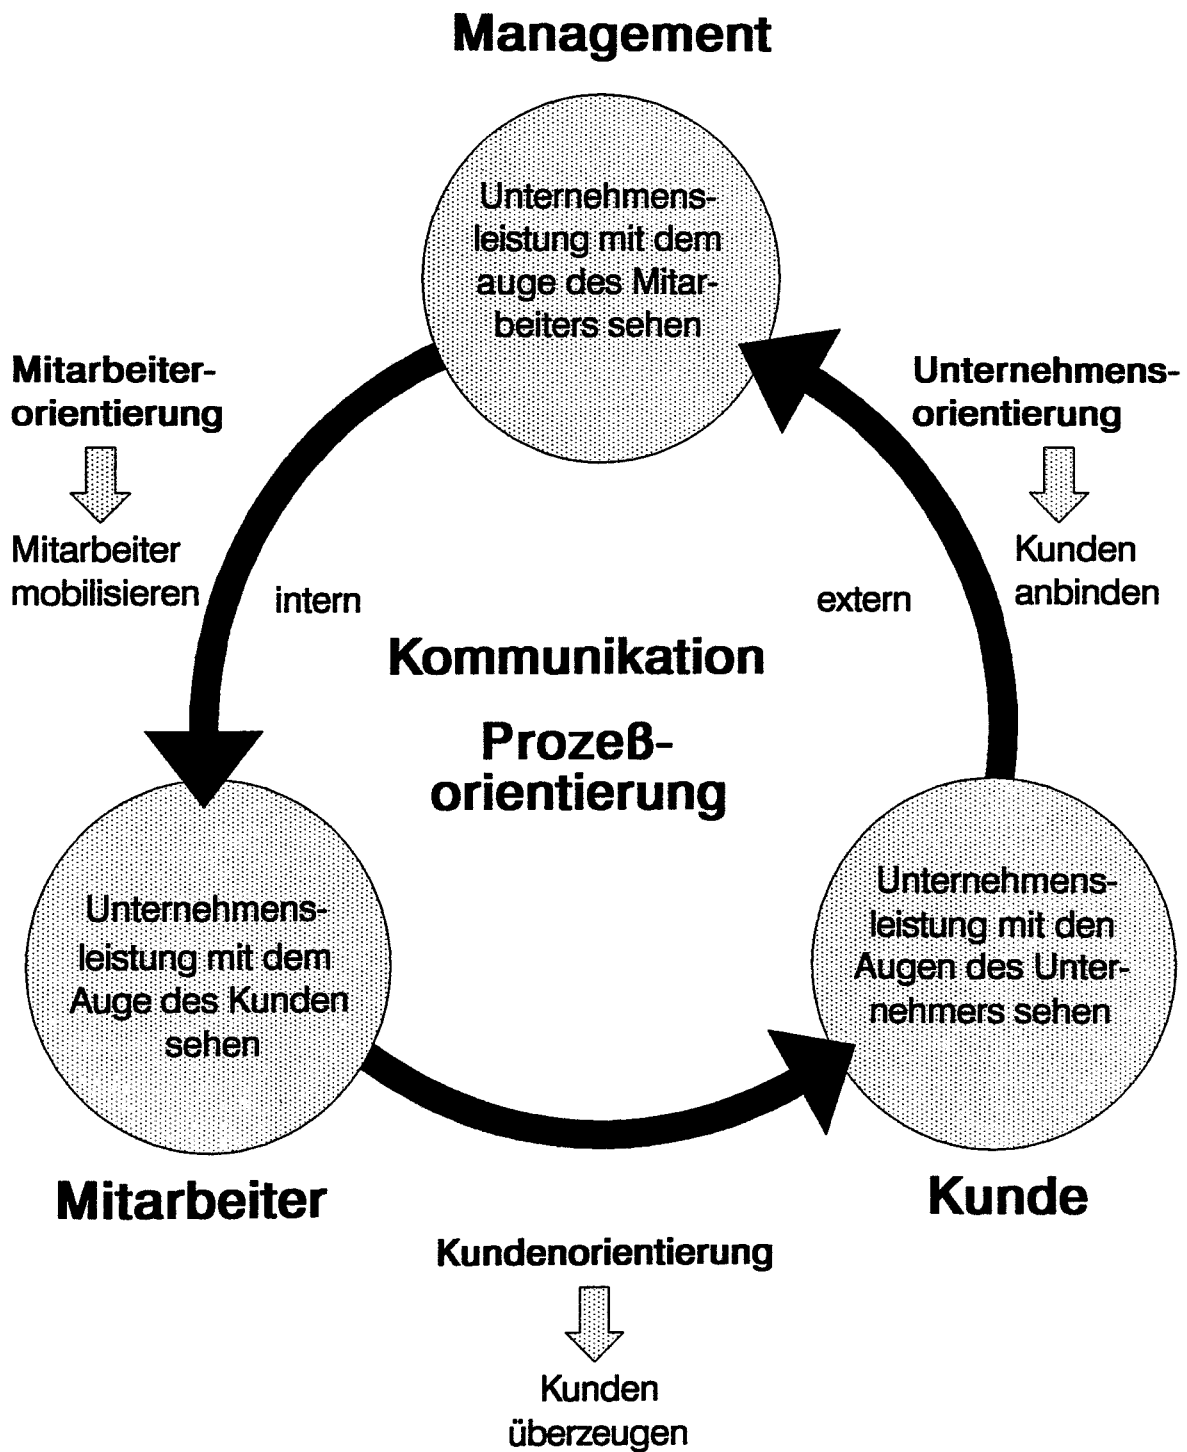 Management
Unternehmens-
leistung mit dem
auge des Mitar-
beiters sehen
Mitarbeiter-
orientierung
Mitarbeiter
mobilisieren
Unternehmens-
orientierung
Kunden
anbinden
intern
extern
Kommunikation
Prozeß-
orientierung
Unternehmens-
leistung mit dem
Auge des Kunden
sehen
Unternehmens-
leistung mit den
Augen des Unter-
nehmers sehen
Mitarbeiter
Kunde
Kundenorientierung
Kunden
überzeugen